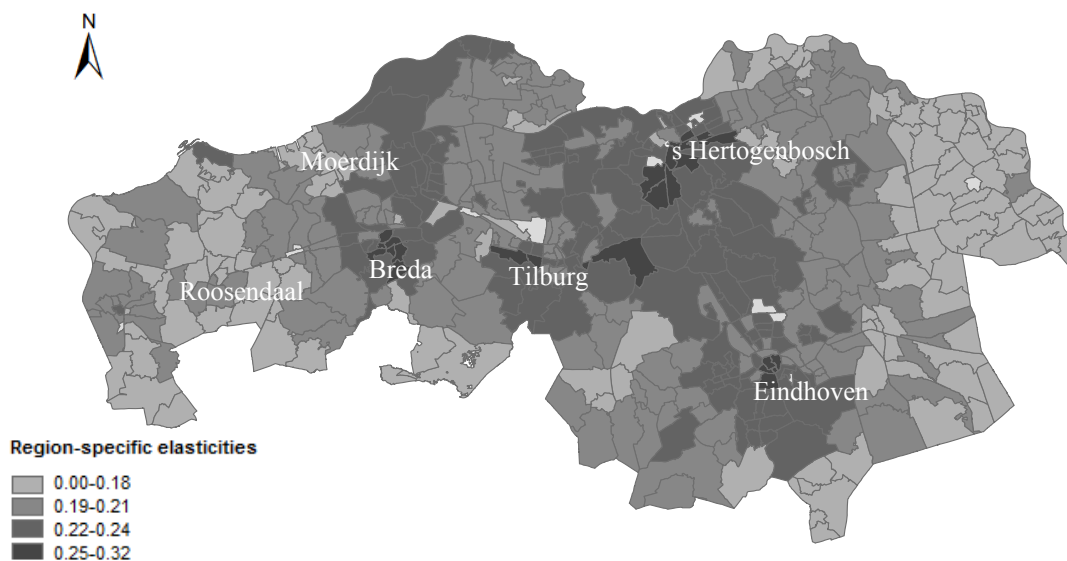 N
Moerdijk
's Hertogenbosch
Breda
Tilburg
Roosendaal
Eindhoven
Region-specific elasticities
0.00-0.18
0.19-0.21
0.22-0.24
0.25-0.32